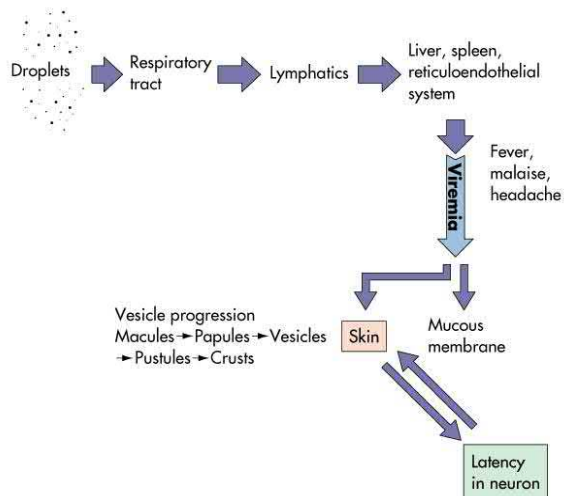 Droplets
Respiratory
tract
Lymphatics
Liver, spleen,
reticuloendothelial
system
Fever,
malaise,
headache
Viremia
Vesicle progression
Macules → Papules → Vesicles
→ Pustules → Crusts
Skin
Mucous
membrane
Latency
in neuron